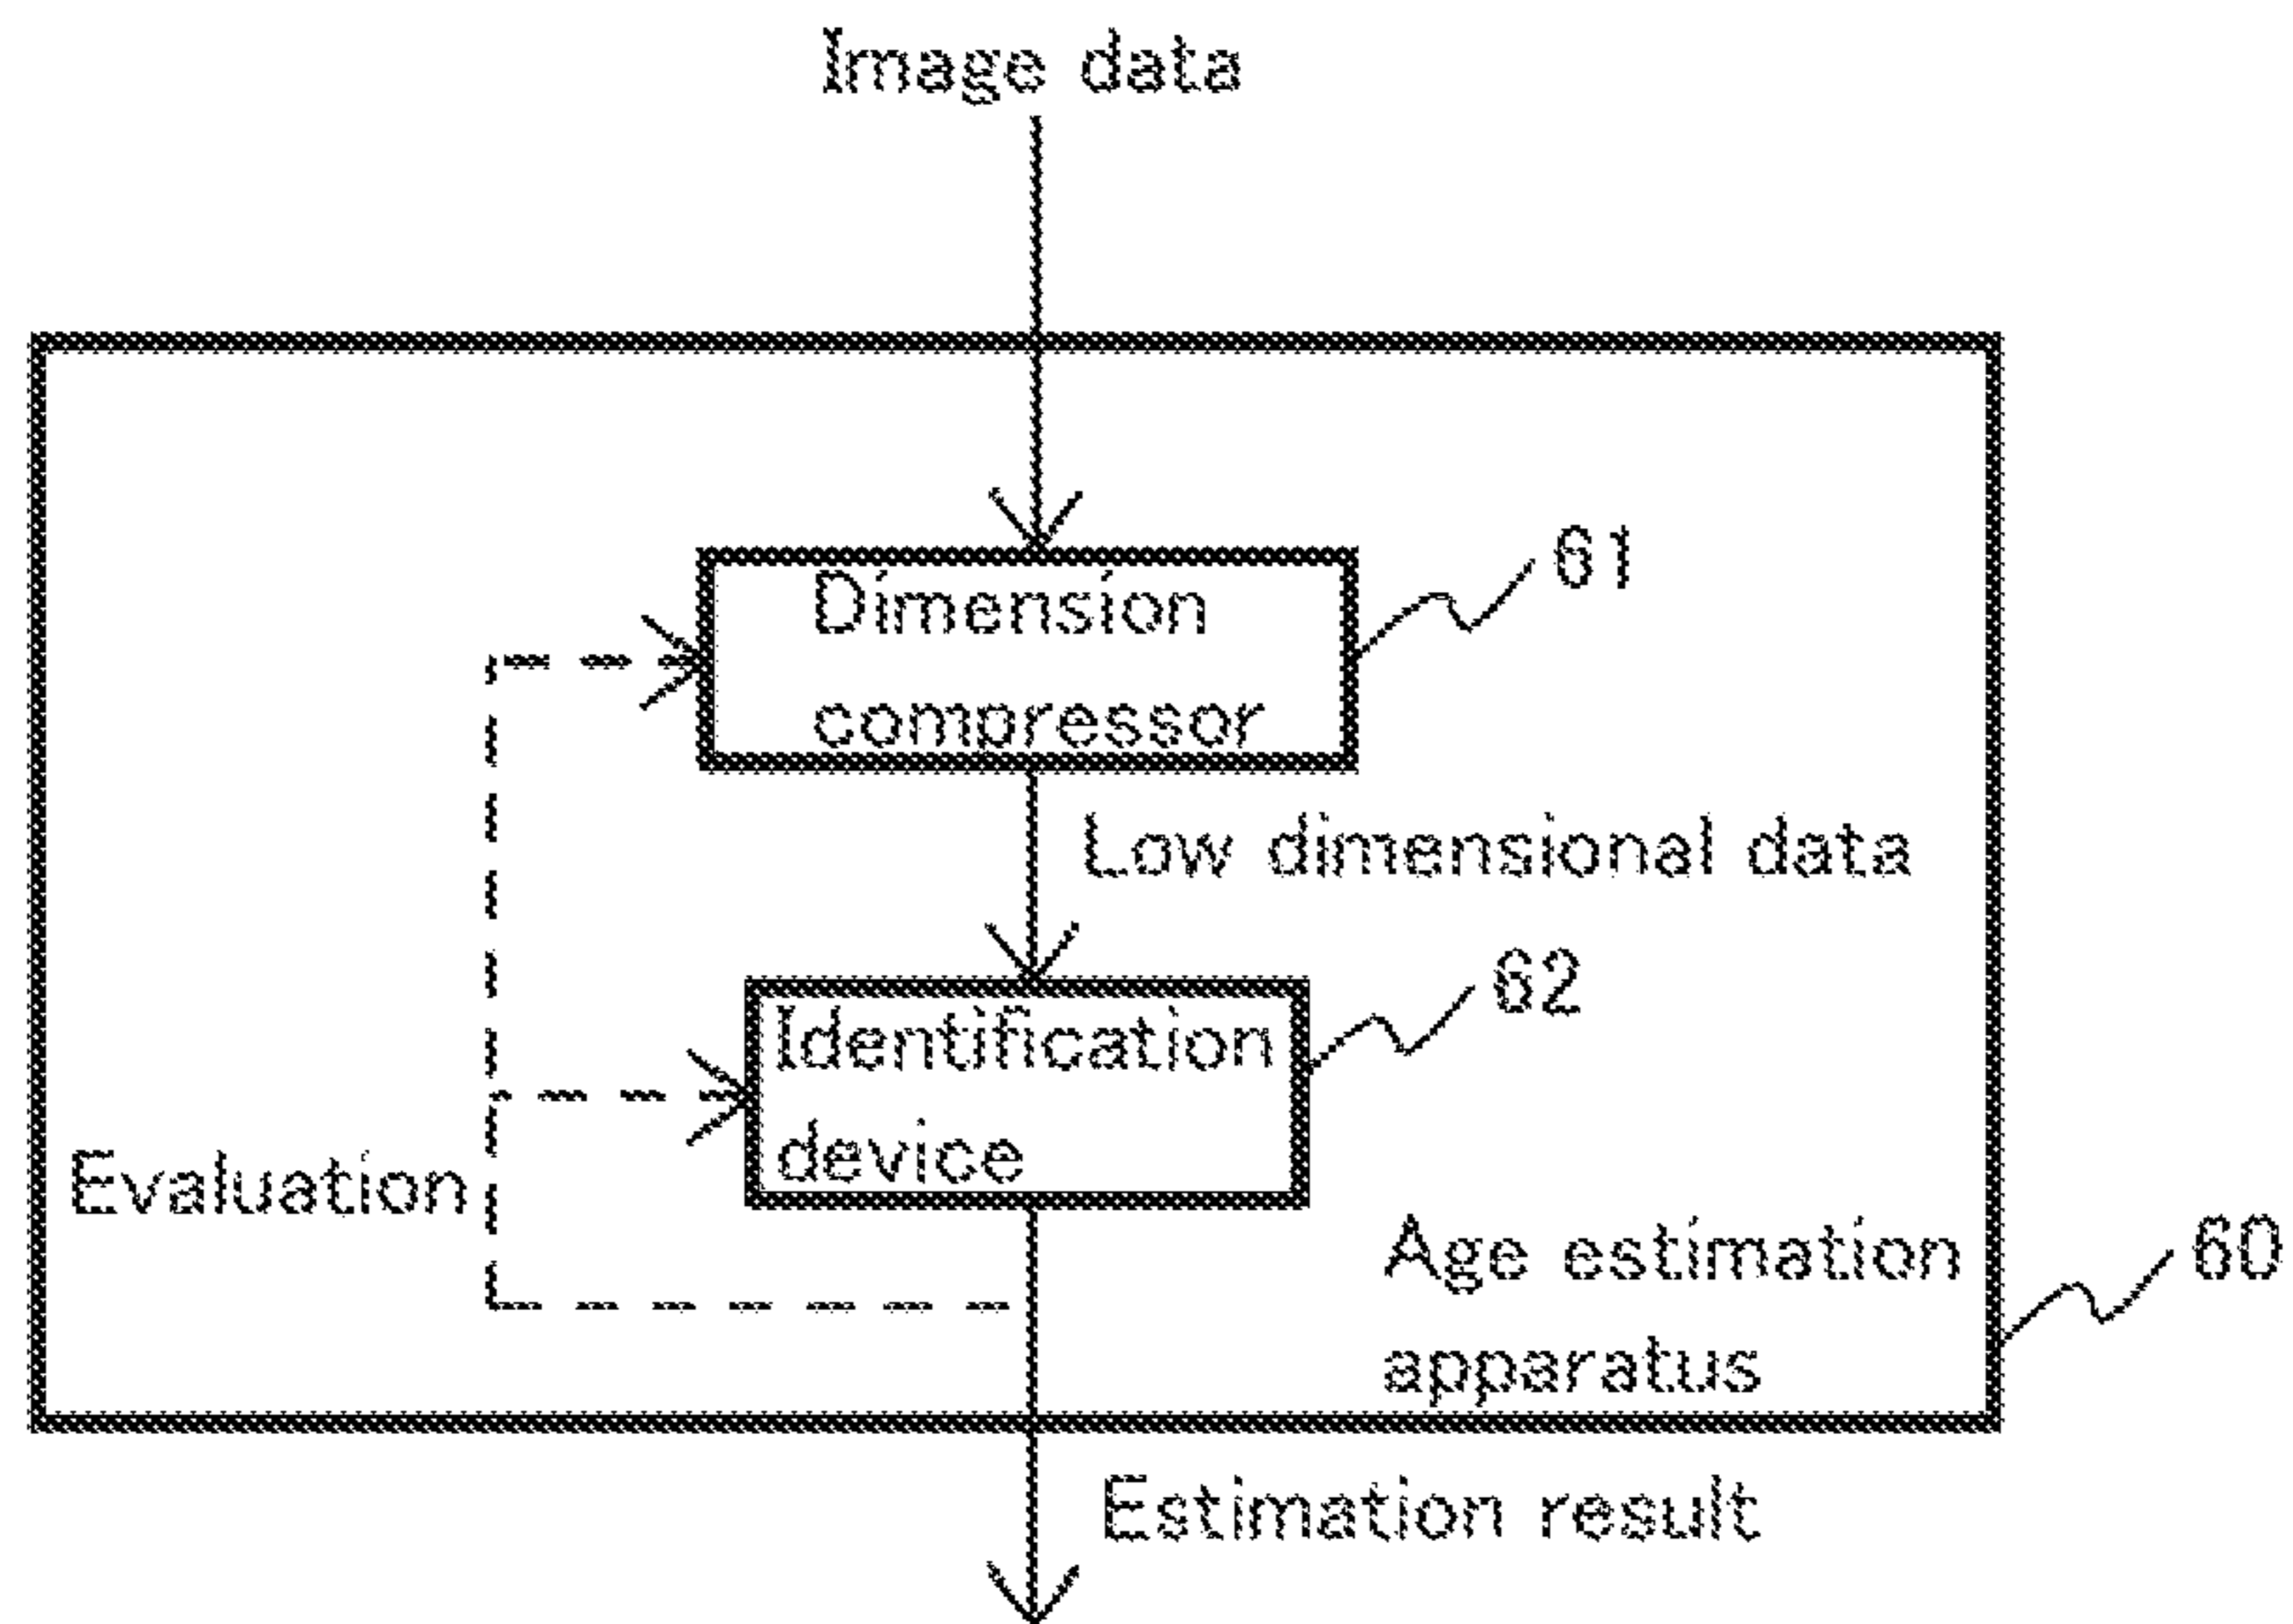 Image data
61
Dimension
compressor
Low dimensional data
62
Identification
device
Evaluation
Age estimation
apparatus
60
Estimation result